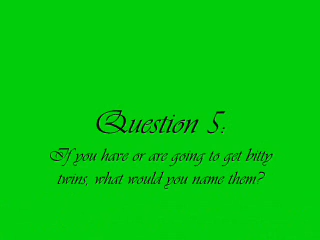 Question 5:
If you have or are going to get bitty
twins, what would you name them?